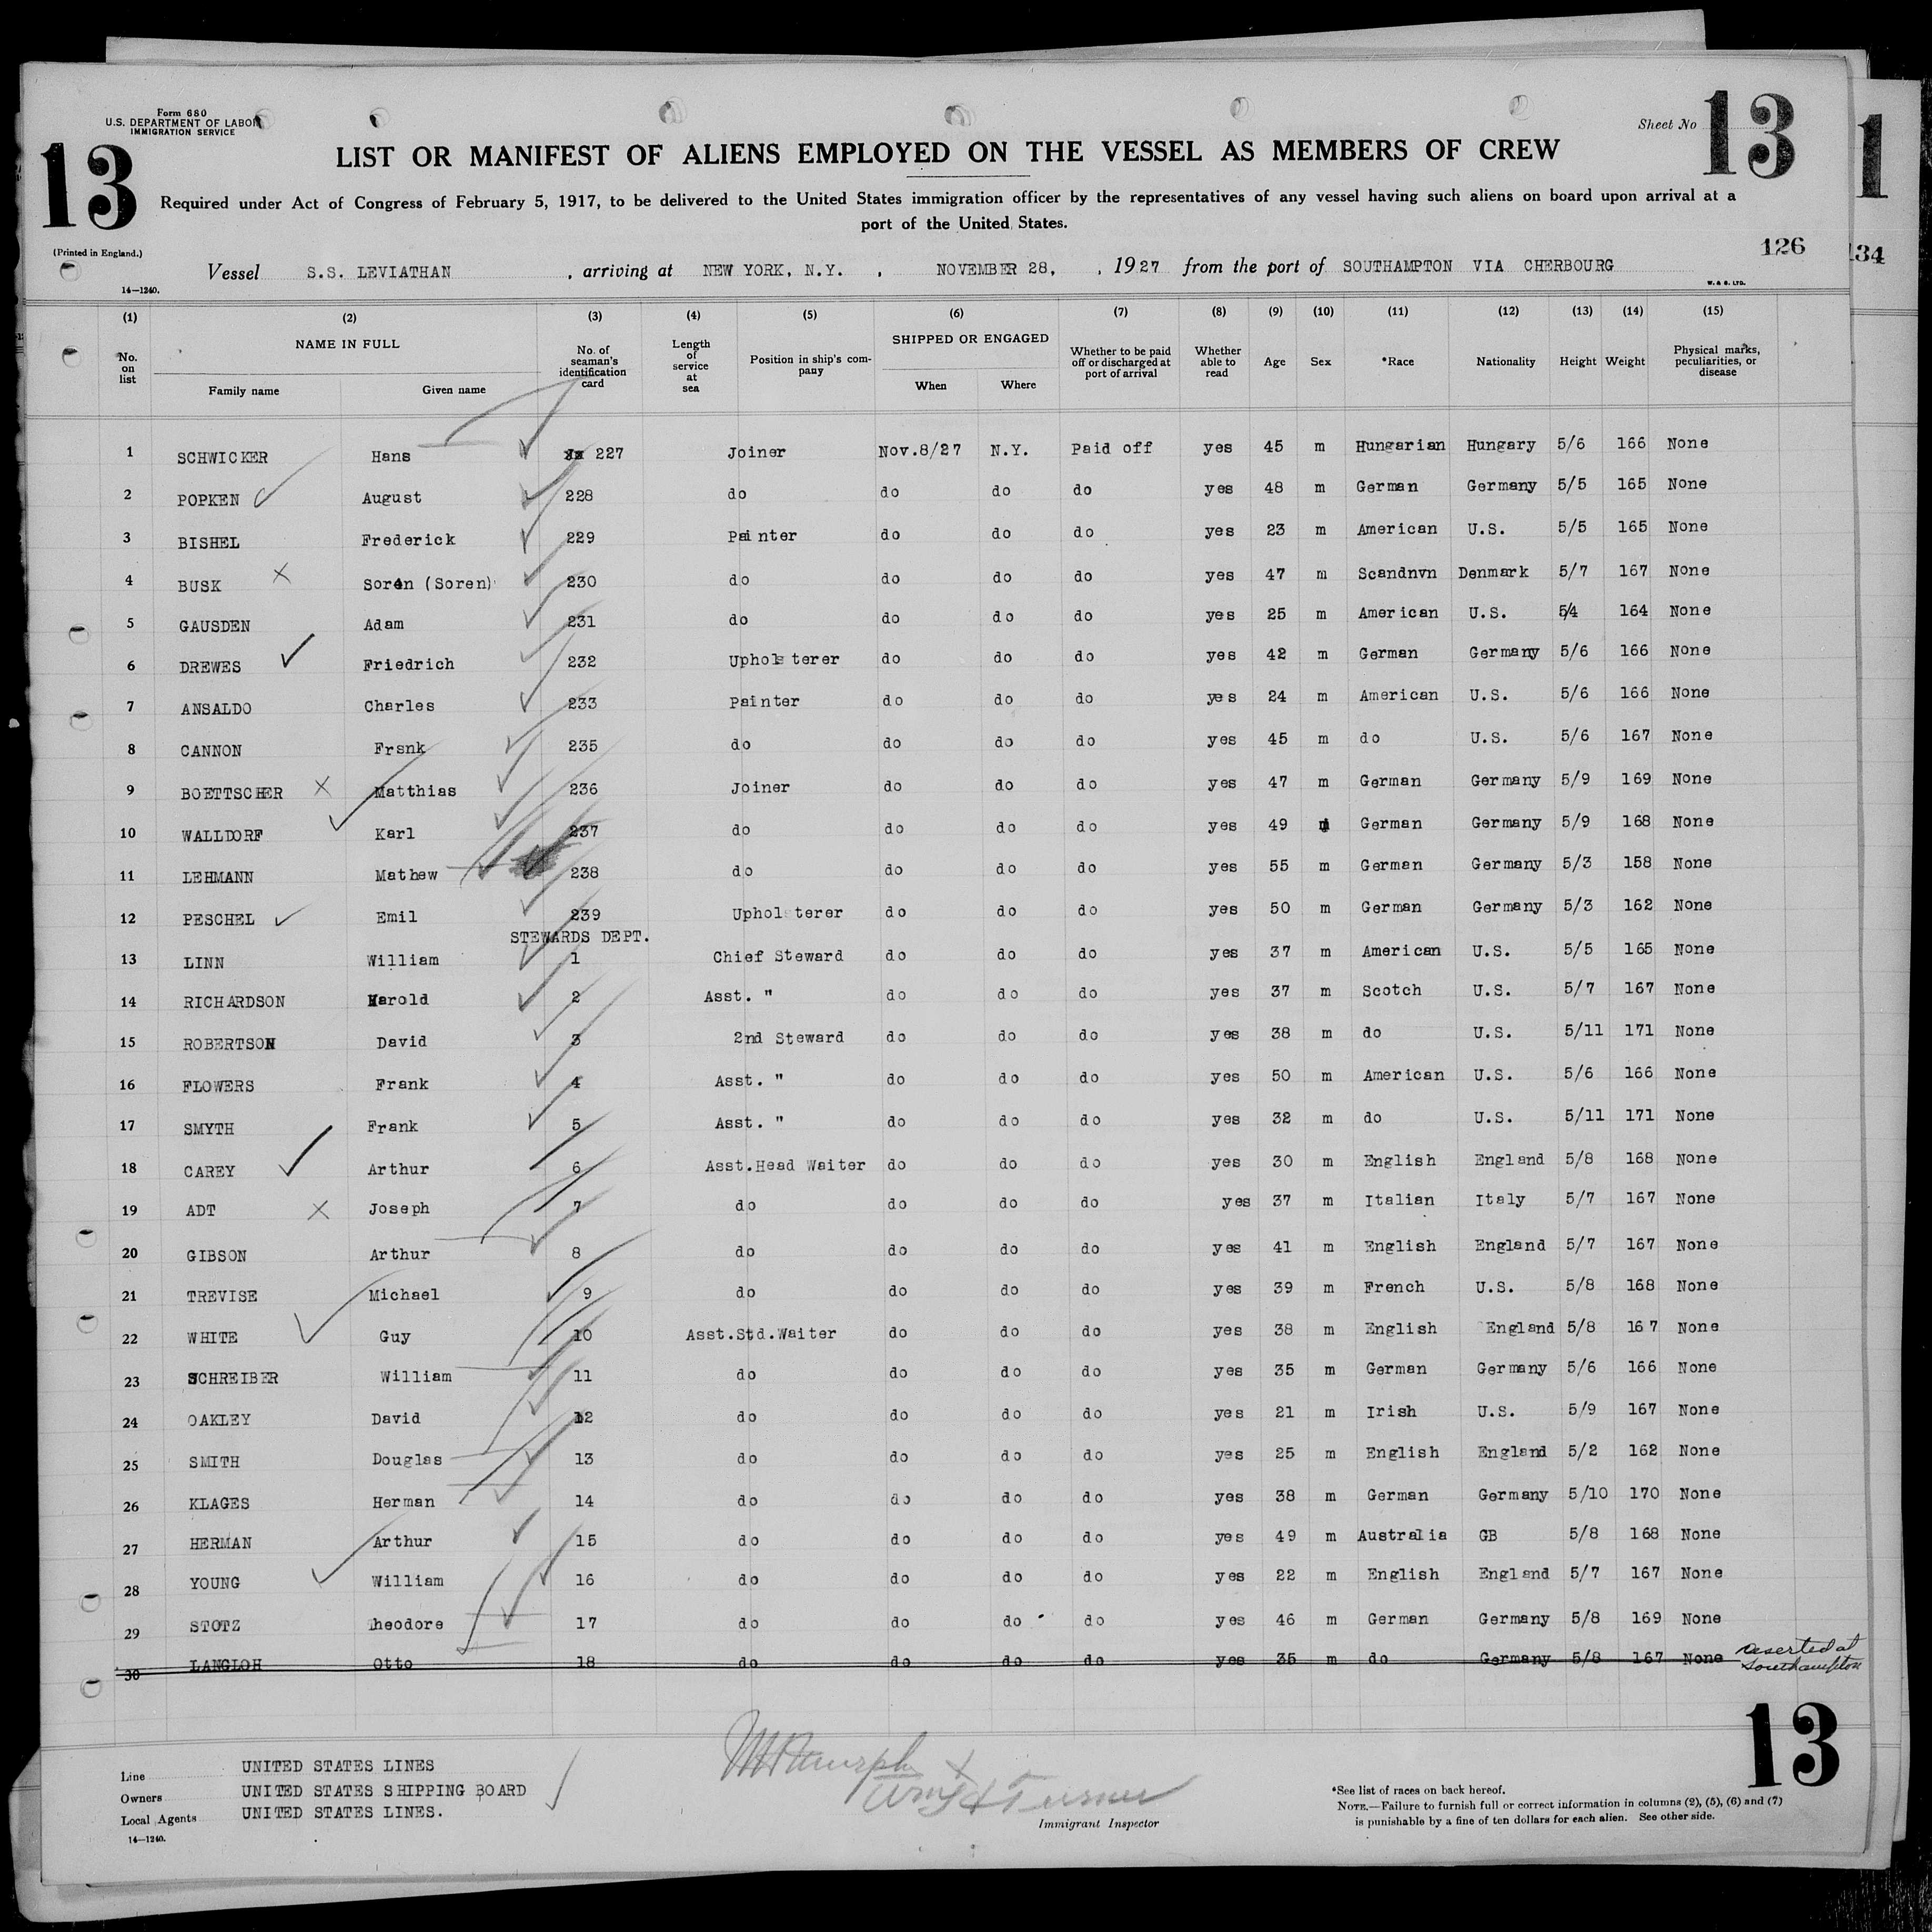 Form 680
U.S. DEPARTMENT OF LABOR
IMMIGRATION SERVICE
Sheet No
13 13 1
LIST OR MANIFEST OF ALIENS EMPLOYED ON THE VESSEL AS MEMBERS OF CREW
Required under Act of Congress of February 5, 1917, to be delivered to the United States immigration officer by the representatives of any vessel having such aliens on board upon arrival at a
port of the United States.
(Printed in England.)
126 134
Vessel S.S. LEVIATHAN , arriving at NEW YORK, N.Y. , NOVEMBER 28, , 1927 from the port of SOUTHAMPTON VIA CHERBOURG
14—1240. W. & S. LTD.
(1) (2) (3) (4) (5) (6) (7) (8) (9) (10) (11) (12) (13) (14) (15)
No. on list NAME IN FULL Family name Given name No. of seaman's identification card Length of service at sea Position in ship's company SHIPPED OR ENGAGED When Where Whether to be paid off or discharged at port of arrival Whether able to read Age Sex *Race Nationality Height Weight Physical marks, peculiarities, or disease
1 SCHWICKER Hans 227 Joiner Nov.8/27 N.Y. Paid off yes 45 m Hungarian Hungary 5/6 166 None
2 POPKEN August 228 do do do do yes 48 m German Germany 5/5 165 None
3 BISHEL Frederick 229 Painter do do do yes 23 m American U.S. 5/5 165 None
4 BUSK Soren (Soren) 230 do do do do yes 47 m Scandnvn Denmark 5/7 167 None
5 GAUSDEN Adam 231 do do do do yes 25 m American U.S. 5/4 164 None
6 DREWES Friedrich 232 Upholsterer do do do yes 42 m German Germany 5/6 166 None
7 ANSALDO Charles 233 Painter do do do yes 24 m American U.S. 5/6 166 None
8 CANNON Frsnk 235 do do do do yes 45 m do U.S. 5/6 167 None
9 BOETTSCHER Matthias 236 Joiner do do do yes 47 m German Germany 5/9 169 None
10 WALLDORF Karl 237 do do do do yes 49 m German Germany 5/9 168 None
11 LEHMANN Mathew 238 do do do do yes 55 m German Germany 5/3 158 None
12 PESCHEL Emil 239 Upholsterer do do do yes 50 m German Germany 5/3 162 None
STEWARDS DEPT.
13 LINN William 1 Chief Steward do do do yes 37 m American U.S. 5/5 165 None
14 RICHARDSON Harold 2 Asst. " do do do yes 37 m Scotch U.S. 5/7 167 None
15 ROBERTSON David 3 2nd Steward do do do yes 38 m do U.S. 5/11 171 None
16 FLOWERS Frank 4 Asst. " do do do yes 50 m American U.S. 5/6 166 None
17 SMYTH Frank 5 Asst. " do do do yes 32 m do U.S. 5/11 171 None
18 CAREY Arthur 6 Asst.Head Waiter do do do yes 30 m English England 5/8 168 None
19 ADT Joseph 7 do do do do yes 37 m Italian Italy 5/7 167 None
20 GIBSON Arthur 8 do do do do yes 41 m English England 5/7 167 None
21 TREVISE Michael 9 do do do do yes 39 m French U.S. 5/8 168 None
22 WHITE Guy 10 Asst.Std.Waiter do do do yes 38 m English England 5/8 167 None
23 SCHREIBER William 11 do do do do yes 35 m German Germany 5/6 166 None
24 OAKLEY David 12 do do do do yes 21 m Irish U.S. 5/9 167 None
25 SMITH Douglas 13 do do do do yes 25 m English England 5/2 162 None
26 KLAGES Herman 14 do do do do yes 38 m German Germany 5/10 170 None
27 HERMAN Arthur 15 do do do do yes 49 m Australia GB 5/8 168 None
28 YOUNG William 16 do do do do yes 22 m English England 5/7 167 None
29 STOTZ Theodore 17 do do do do yes 46 m German Germany 5/8 169 None
30 LANGLOH Otto 18 do do do do yes 35 m do Germany 5/8 167 None deserted at Southampton
13
Line UNITED STATES LINES
Owners UNITED STATES SHIPPING BOARD
Local Agents UNITED STATES LINES.
14—1240.
Immigrant Inspector
*See list of races on back hereof.
NOTE.—Failure to furnish full or correct information in columns (2), (5), (6) and (7)
is punishable by a fine of ten dollars for each alien. See other side.